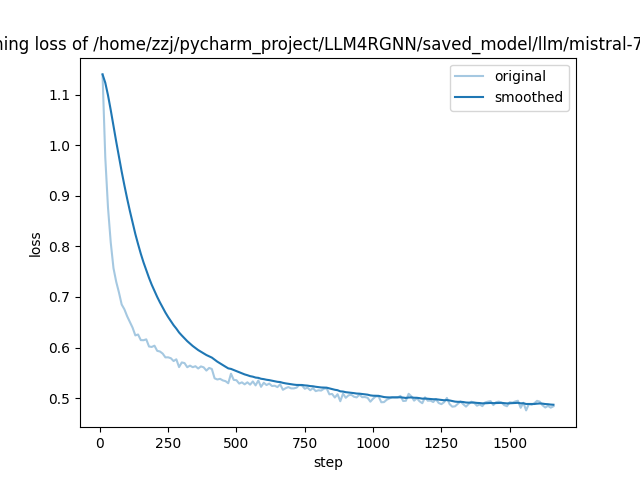 ning loss of /home/zzj/pycharm_project/LLM4RGNN/saved_model/llm/mistral-7
original
smoothed
1.1
1.0
0.9
0.8
0.7
0.6
0.5
loss
0 250 500 750 1000 1250 1500
step